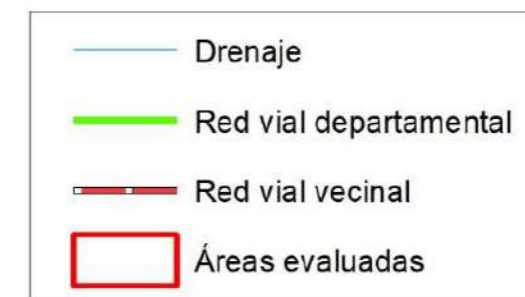 Drenaje
Red vial departamental
Red vial vecinal
Áreas evaluadas